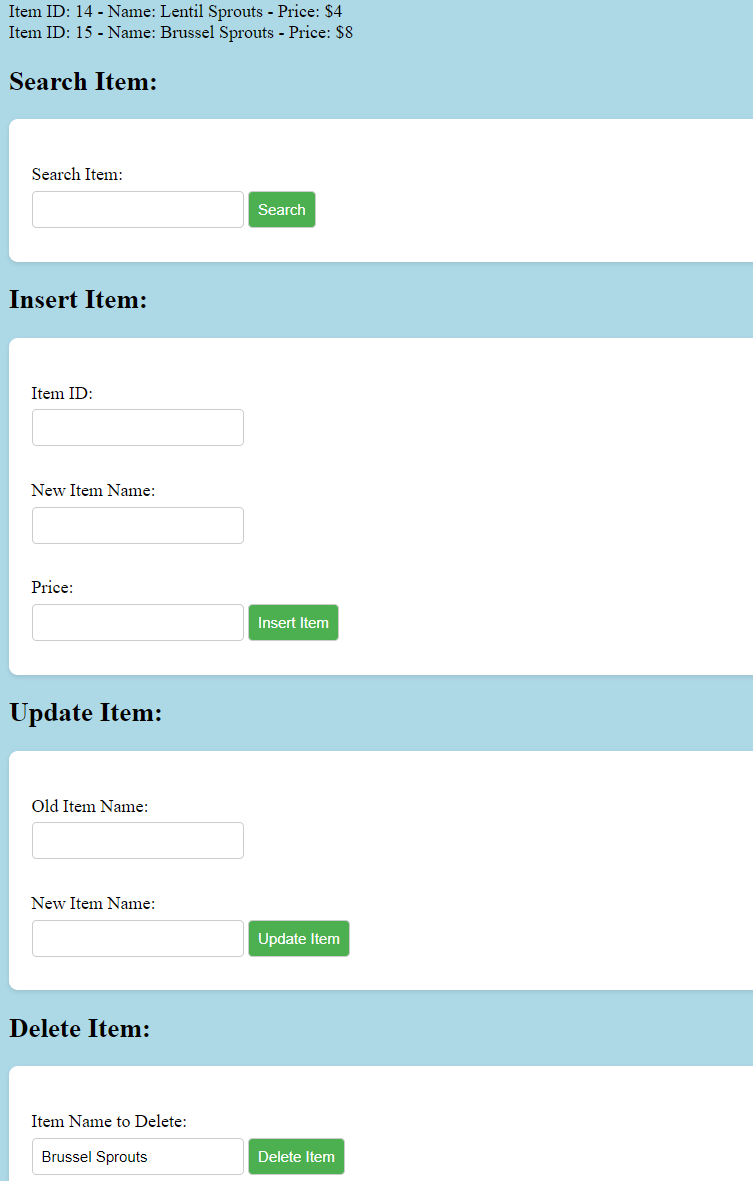 Item ID: 14 - Name: Lentil Sprouts - Price: $4
Item ID: 15 - Name: Brussel Sprouts - Price: $8
Search Item:
Search Item:
Search
Insert Item:
Item ID:
New Item Name:
Price:
Insert Item
Update Item:
Old Item Name:
New Item Name:
Update Item
Delete Item:
Item Name to Delete:
Brussel Sprouts Delete Item